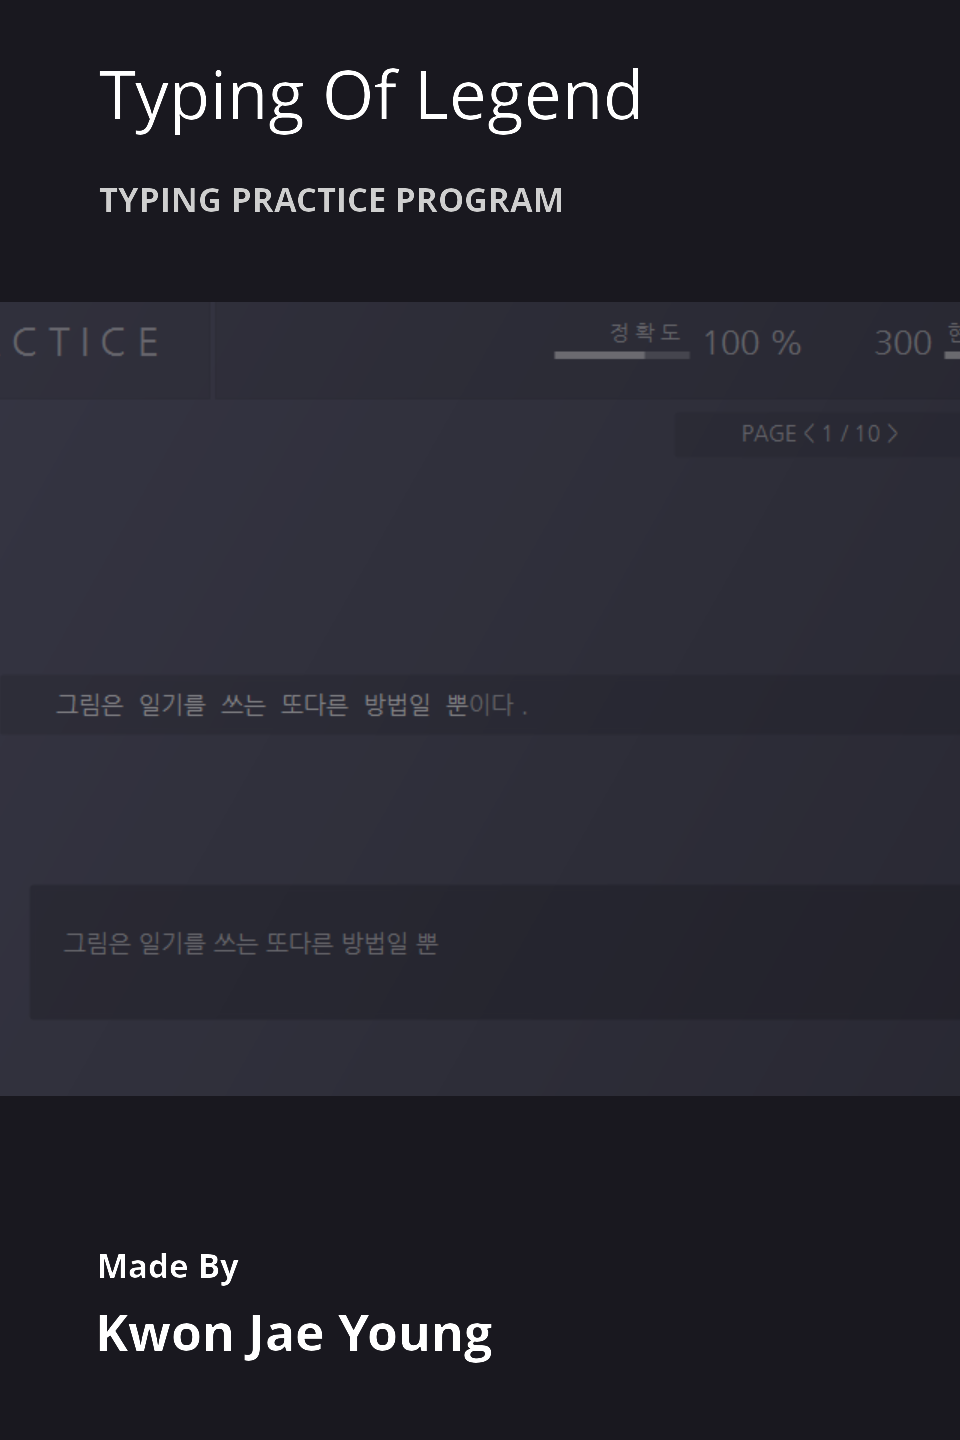 Typing Of Legend
TYPING PRACTICE PROGRAM
CTICE
정확도 100 % 300
PAGE < 1 / 10 >
그림은 일기를 쓰는 또다른 방법일 뿐이다 .
그림은 일기를 쓰는 또다른 방법일 뿐
Made By
Kwon Jae Young